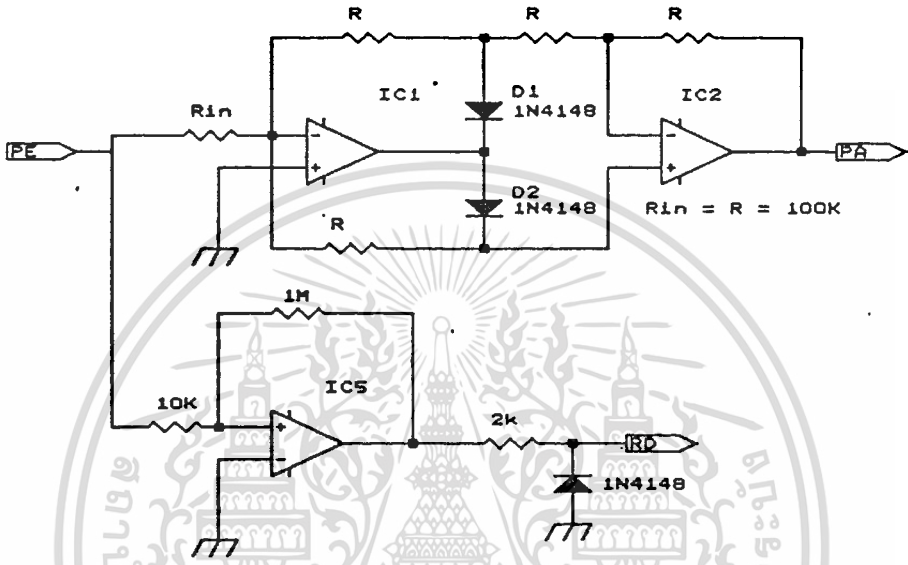 R
R
R
IC1
D1
1N4148
IC2
Rin
PE
-
+
-
+
PA
D2
1N4148
Rin = R = 100K
R
1M
IC5
10K
+
-
2k
RD
1N4148